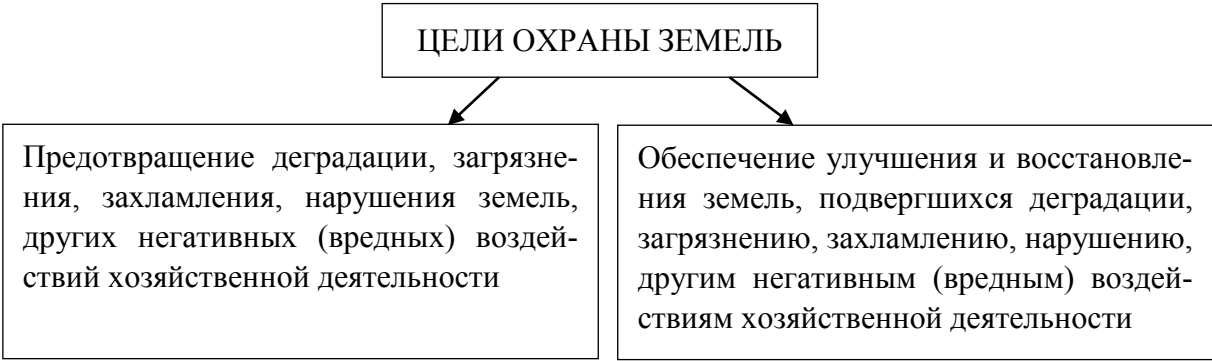 ЦЕЛИ ОХРАНЫ ЗЕМЕЛЬ
Предотвращение деградации, загрязне-
ния, захламления, нарушения земель,
других негативных (вредных) воздей-
ствий хозяйственной деятельности
Обеспечение улучшения и восстановле-
ния земель, подвергшихся деградации,
загрязнению, захламлению, нарушению,
другим негативным (вредным) воздей-
ствиям хозяйственной деятельности